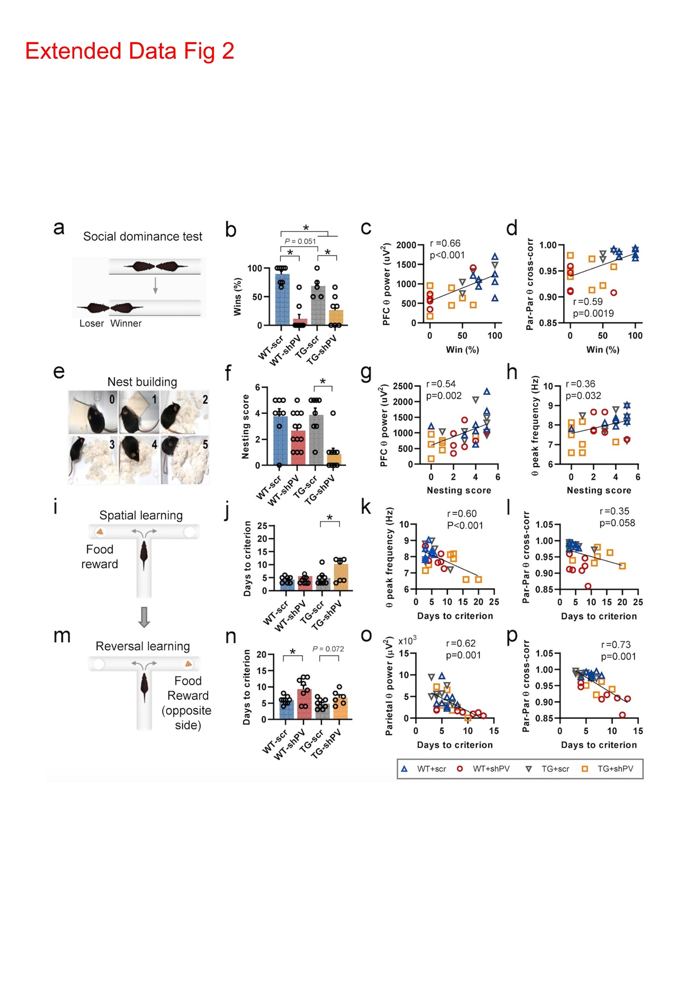 Extended Data Fig 2
a
Social dominance test
Loser Winner
b
*
P = 0.051
*
*
Wins (%)
100
50
0
WT-scr
WT-shPV
TG-scr
TG-shPV
c
r =0.66
p<0.001
PFC θ power (uV²)
2000
1500
1000
500
0
0 50 100
Win (%)
d
Par-Par θ cross-corr
1.00
0.95
0.90
0.85
r =0.59
p=0.0019
0 50 100
Win (%)
e
Nest building
0 1 2
3 4 5
f
*
Nesting score
6
4
2
0
WT-scr
WT-shPV
TG-scr
TG-shPV
g
r =0.54
p=0.002
PFC θ power (uV²)
2500
2000
1500
1000
500
0
0 2 4 6
Nesting score
h
r =0.36
p=0.032
θ peak frequency (Hz)
10
9
8
7
6
0 2 4 6
Nesting score
i
Spatial learning
Food
reward
j
*
Days to criterion
25
20
15
10
5
0
WT-scr
WT-shPV
TG-scr
TG-shPV
k
r =0.60
P<0.001
θ peak frequency (Hz)
10
9
8
7
6
0 5 10 15 20 25
Days to criterion
l
r =0.35
p=0.058
Par-Par θ cross-corr
1.05
1.00
0.95
0.90
0.85
0 5 10 15 20 25
Days to criterion
m
Reversal learning
Food
Reward
(opposite
side)
n
*
P = 0.072
Days to criterion
20
15
10
5
0
WT-scr
WT-shPV
TG-scr
TG-shPV
o
x10³
r =0.62
p=0.001
Parietal θ power (μV²)
15
10
5
0
0 5 10 15
Days to criterion
p
r =0.73
p=0.001
Par-Par θ cross-corr
1.05
1.00
0.95
0.90
0.85
0 5 10 15
Days to criterion
WT+scr WT+shPV TG+scr TG+shPV